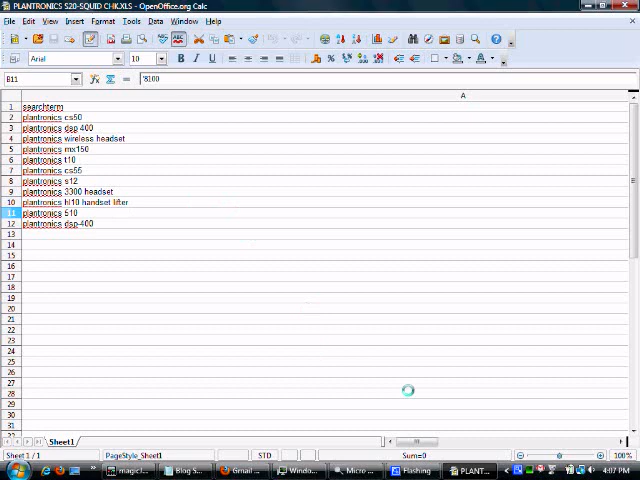 PLANTRONICS S20-SQUID CHK.XLS - OpenOffice.org Calc
File Edit View Insert Format Tools Data Window Help
Arial 10
B11 '8100
A
1 searchterm
2 plantronics cs50
3 plantronics dsp 400
4 plantronics wireless headset
5 plantronics mx150
6 plantronics t10
7 plantronics cs55
8 plantronics s12
9 plantronics 3300 headset
10 plantronics hl10 handset lifter
11 plantronics 510
12 plantronics dsp-400
13
14
15
16
17
18
19
20
21
22
23
24
25
26
27
28
29
30
31
Sheet1
Sheet 1 / 1 PageStyle_Sheet1 STD Sum=0 100%
magic! Blog S... Gmail ... Window... Micro ... Flashing PLANT... 4:07 PM